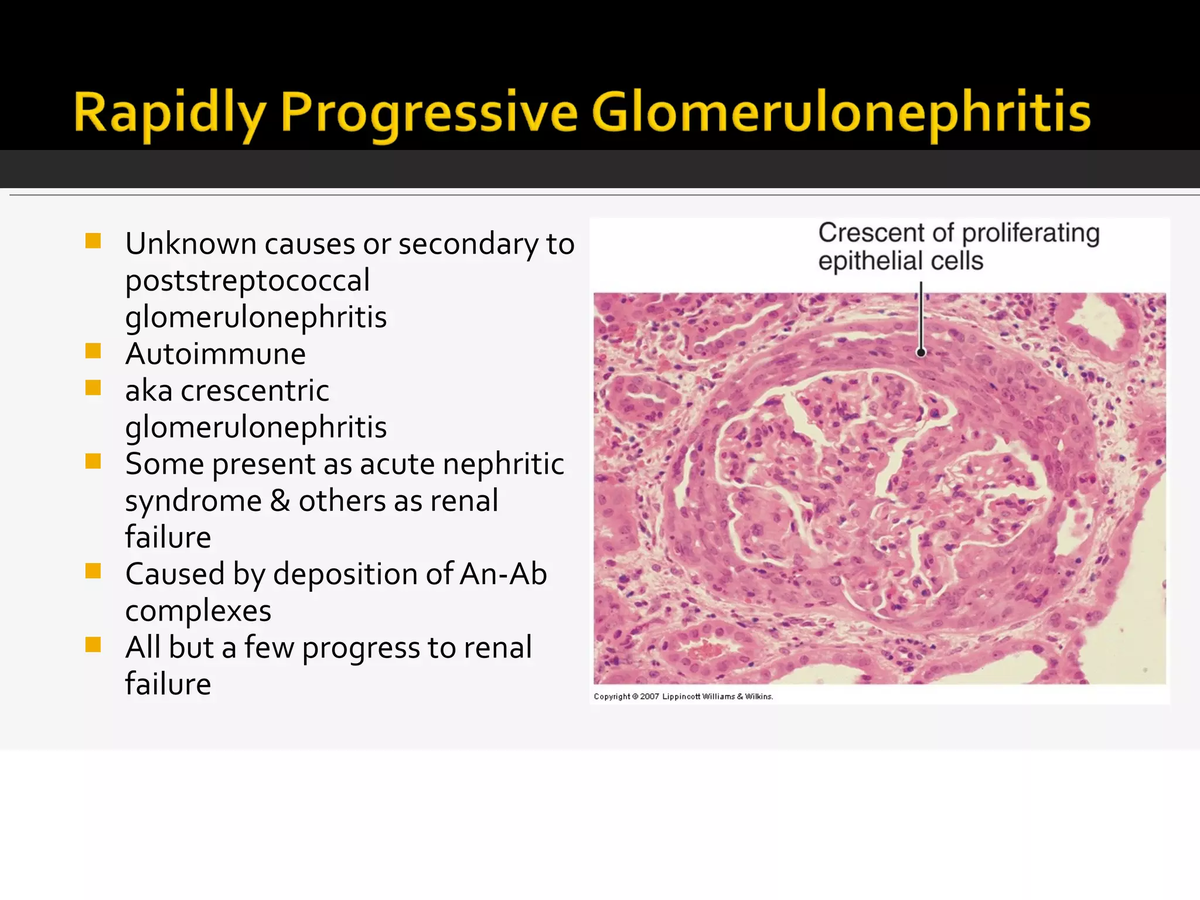 Rapidly Progressive Glomerulonephritis
Unknown causes or secondary to
poststreptococcal
glomerulonephritis
Autoimmune
aka crescentric
glomerulonephritis
Some present as acute nephritic
syndrome & others as renal
failure
Caused by deposition of An-Ab
complexes
All but a few progress to renal
failure
Crescent of proliferating
epithelial cells
Copyright © 2007 Lippincott Williams & Wilkins.